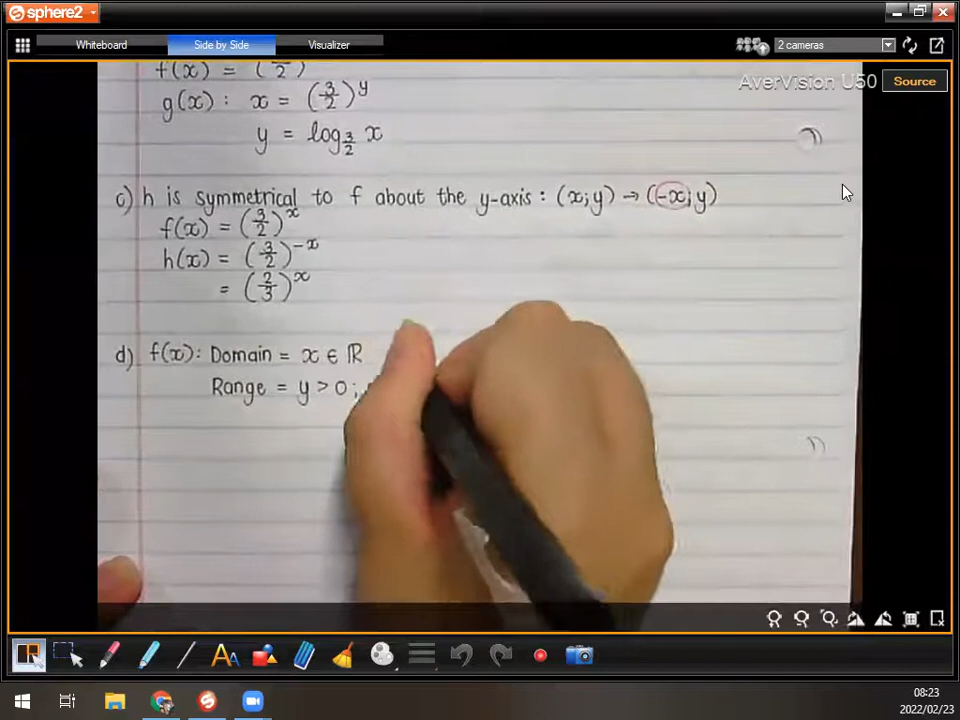 sphere2
Whiteboard
Side by Side
Visualizer
2 cameras
AverVision U50
Source
f(x) =
g(x) : x = (3/2)^y
y = log_{3/2} x
c) h is symmetrical to f about the y-axis : (x;y) → (-x;y)
f(x) = (3/2)^x
h(x) = (3/2)^{-x}
= (2/3)^x
d) f(x): Domain = x ∈ ℝ
Range = y > 0 ;
08:23
2022/02/23